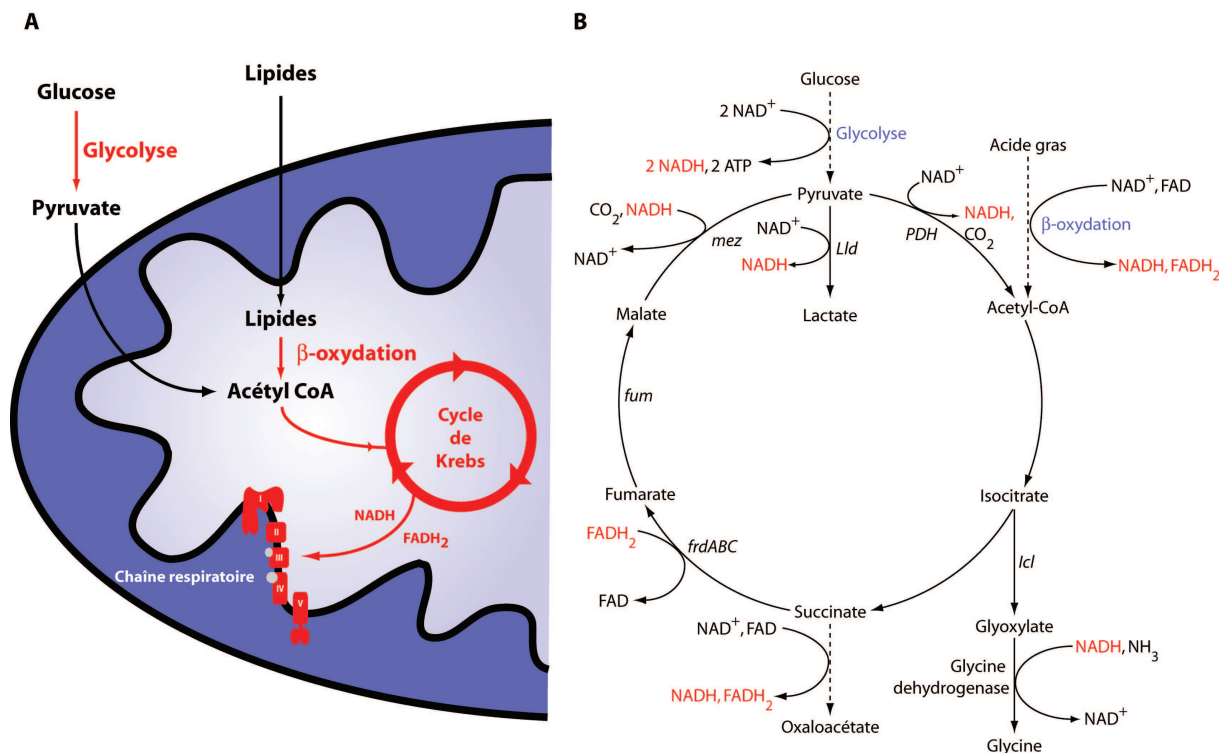 A
Glucose
Lipides
Glycolyse
Pyruvate
Lipides
β-oxydation
Acétyl CoA
Cycle
de
Krebs
NADH
FADH2
Chaîne respiratoire
I
II
III
IV
V
B
Glucose
2 NAD+
Glycolyse
2 NADH, 2 ATP
Acide gras
NAD+, FAD
β-oxydation
NADH, FADH2
Pyruvate
CO2, NADH
mez
NAD+
NAD+
Lld
NADH
NAD+
PDH
NADH,
CO2
Malate
Lactate
Acetyl-CoA
fum
Fumarate
Isocitrate
FADH2
frdABC
FAD
Icl
Succinate
NAD+, FAD
NADH, FADH2
Oxaloacétate
Glyoxylate
NADH, NH3
Glycine
dehydrogenase
NAD+
Glycine